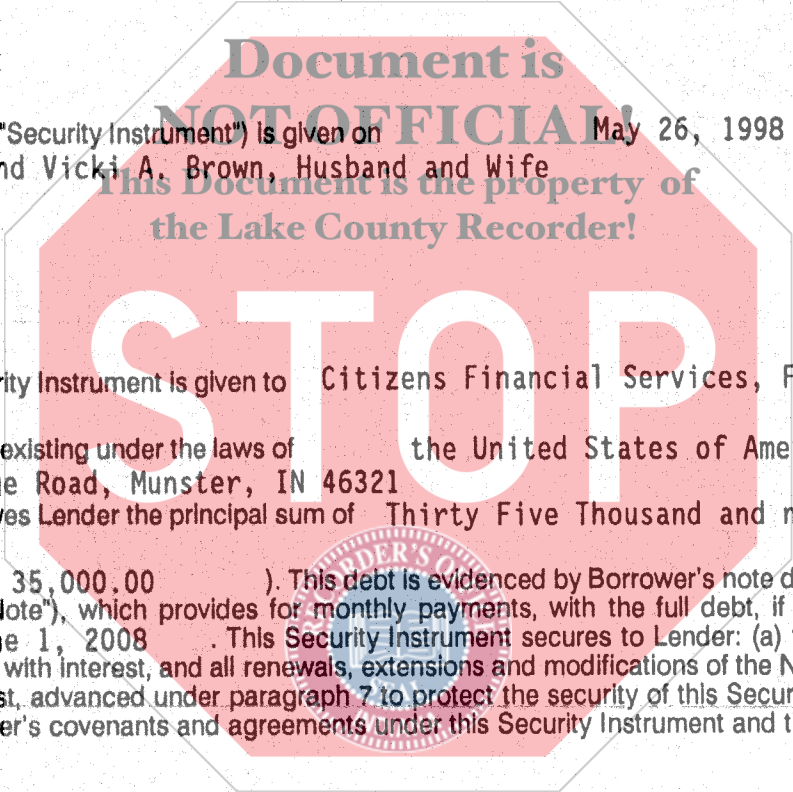 Document is
NOT OFFICIAL!
"Security Instrument") is given on May 26, 1998
nd Vicki A. Brown, Husband and Wife
This Document is the property of
the Lake County Recorder!
STOP
rity Instrument is given to Citizens Financial Services, F
existing under the laws of the United States of Ame
e Road, Munster, IN 46321
es Lender the principal sum of Thirty Five Thousand and n
35,000.00 ). This debt is evidenced by Borrower's note d
lote"), which provides for monthly payments, with the full debt, if
e 1, 2008 . This Security Instrument secures to Lender: (a)
with interest, and all renewals, extensions and modifications of the N
st, advanced under paragraph 7 to protect the security of this Secur
er's covenants and agreements under this Security Instrument and t
RECORDER'S OFFICE